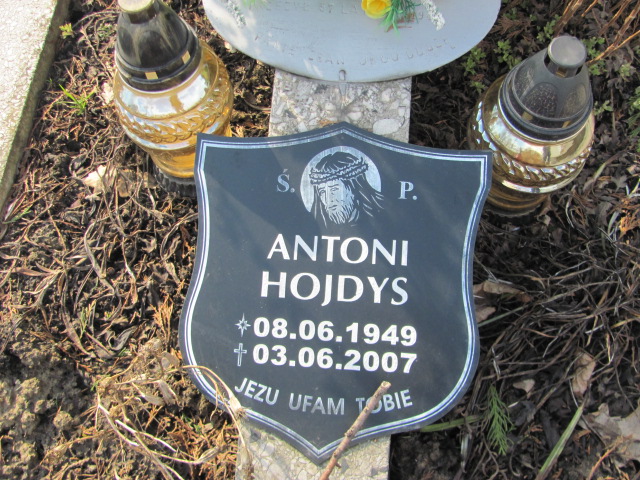 Ś. P.
ANTONI
HOJDYS
08.06.1949
03.06.2007
JEZU UFAM TOBIE